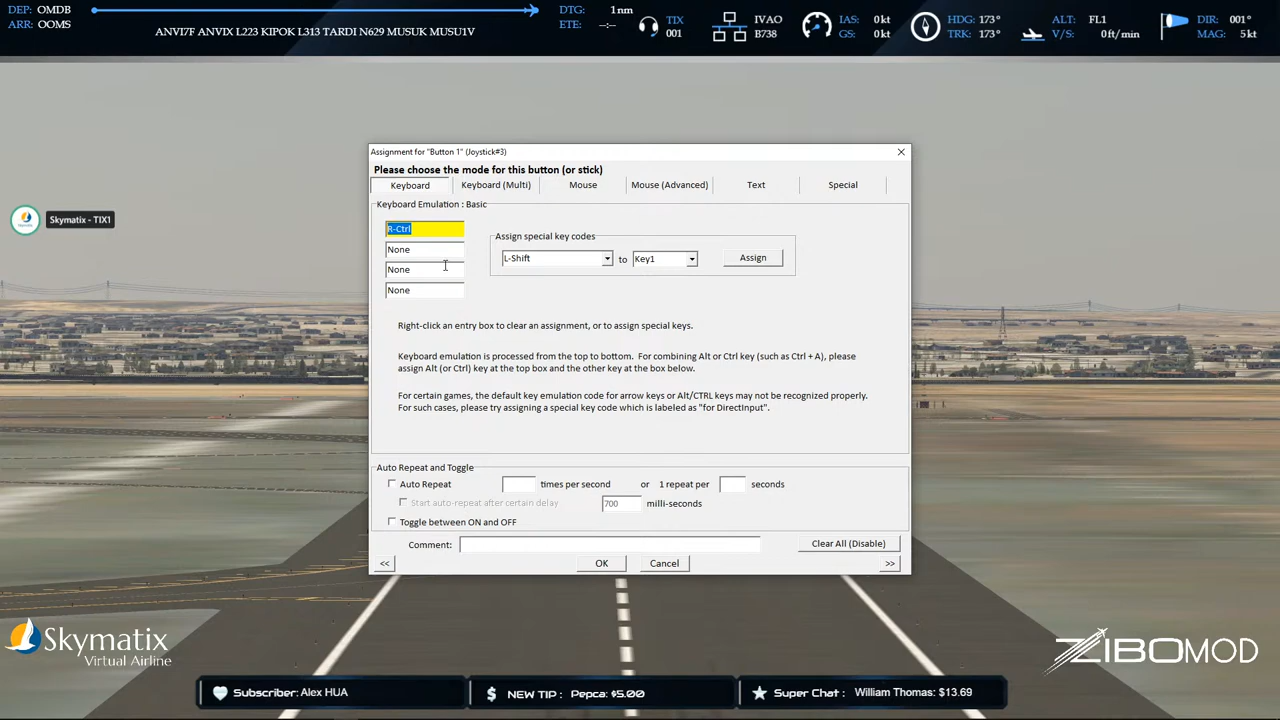 DEP: OMDB
ARR: OOMS
ANVI7F ANVIX L223 KIPOK L313 TARDI N629 MUSUK MUSU1V
DTG: 1nm
ETE: --:--
TIX
001
IVAO
B738
IAS: 0kt
GS: 0kt
HDG: 173°
TRK: 173°
ALT: FL1
V/S: 0ft/min
DIR: 001°
MAG: 5kt
Skymatix - TIX1
Assignment for "Button 1" (Joystick#3)
Please choose the mode for this button (or stick)
Keyboard Keyboard (Multi) Mouse Mouse (Advanced) Text Special
Keyboard Emulation : Basic
R-Ctrl
None
None
None
Assign special key codes
L-Shift to Key1 Assign
Right-click an entry box to clear an assignment, or to assign special keys.
Keyboard emulation is processed from the top to bottom. For combining Alt or Ctrl key (such as Ctrl + A), please
assign Alt (or Ctrl) key at the top box and the other key at the box below.
For certain games, the default key emulation code for arrow keys or Alt/CTRL keys may not be recognized properly.
For such cases, please try assigning a special key code which is labeled as "for DirectInput".
Auto Repeat and Toggle
Auto Repeat times per second or 1 repeat per seconds
Start auto-repeat after certain delay 700 milli-seconds
Toggle between ON and OFF
Comment: Clear All (Disable)
<< OK Cancel >>
Skymatix
Virtual Airline
ZIBOMOD
Subscriber: Alex HUA
$ NEW TIP : Pepca: $5.00
Super Chat : William Thomas: $13.69